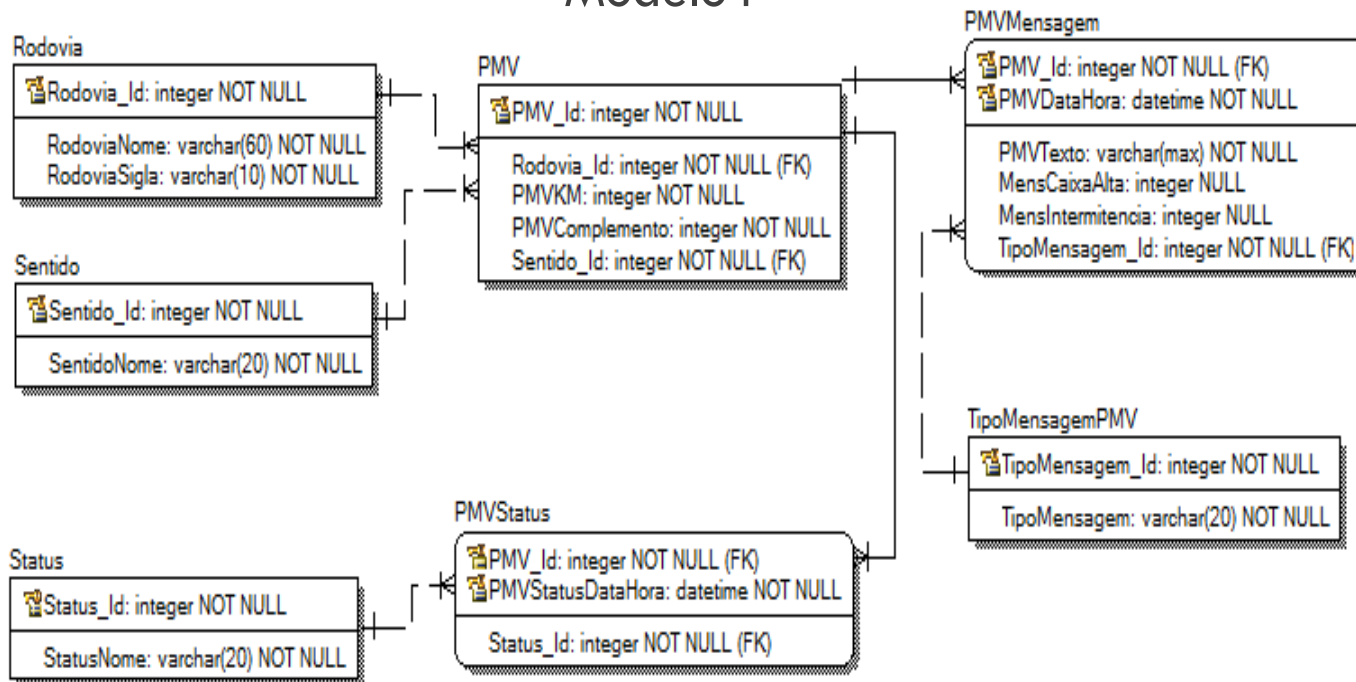 Rodovia
Rodovia_Id: integer NOT NULL
RodoviaNome: varchar(60) NOT NULL
RodoviaSigla: varchar(10) NOT NULL
Sentido
Sentido_Id: integer NOT NULL
SentidoNome: varchar(20) NOT NULL
Status
Status_Id: integer NOT NULL
StatusNome: varchar(20) NOT NULL
PMV
PMV_Id: integer NOT NULL
Rodovia_Id: integer NOT NULL (FK)
PMVKM: integer NOT NULL
PMVComplemento: integer NOT NULL
Sentido_Id: integer NOT NULL (FK)
PMVStatus
PMV_Id: integer NOT NULL (FK)
PMVStatusDataHora: datetime NOT NULL
Status_Id: integer NOT NULL (FK)
PMVMensagem
PMV_Id: integer NOT NULL (FK)
PMVDataHora: datetime NOT NULL
PMVTexto: varchar(max) NOT NULL
MensCaixaAlta: integer NULL
MensIntermitencia: integer NULL
TipoMensagem_Id: integer NOT NULL (FK)
TipoMensagemPMV
TipoMensagem_Id: integer NOT NULL
TipoMensagem: varchar(20) NOT NULL